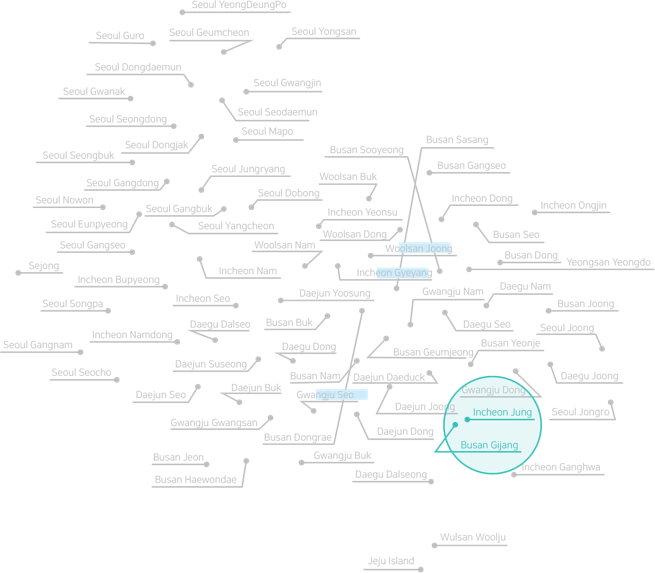 Seoul YeongDeungPo
Seoul Guro
Seoul Geumcheon
Seoul Yongsan
Seoul Dongdaemun
Seoul Gwangjin
Seoul Gwanak
Seoul Seodaemun
Seoul Seongdong
Seoul Mapo
Busan Sasang
Seoul Dongjak
Busan Sooyeong
Seoul Seongbuk
Busan Gangseo
Seoul Jungryang
Woolsan Buk
Seoul Gangdong
Seoul Dobong
Incheon Dong
Seoul Nowon
Incheon Ongjin
Seoul Gangbuk
Incheon Yeonsu
Seoul Eunpyeong
Seoul Yangcheon
Woolsan Dong
Busan Seo
Seoul Gangseo
Woolsan Nam
Woolsan Joong
Busan Dong
Yeongsan Yeongdo
Sejong
Incheon Nam
Incheon Gyeyang
Incheon Bupyeong
Gwangju Nam
Daegu Nam
Daejun Yoosung
Incheon Seo
Seoul Songpa
Busan Joong
Daegu Dalseo
Busan Buk
Daegu Seo
Seoul Joong
Incheon Namdong
Seoul Gangnam
Daegu Dong
Busan Geumjeong
Busan Yeonje
Daejun Suseong
Seoul Seocho
Busan Nam
Daejun Daeduck
Daegu Joong
Daejun Seo
Daejun Buk
Gwangju Seo
Gwangju Dong
Daejun Joong
Incheon Jung
Seoul Jongro
Gwangju Gwangsan
Daejun Dong
Busan Dongrae
Busan Gijang
Busan Jeon
Gwangju Buk
Incheon Ganghwa
Busan Haewondae
Daegu Dalseong
Wulsan Woolju
Jeju Island